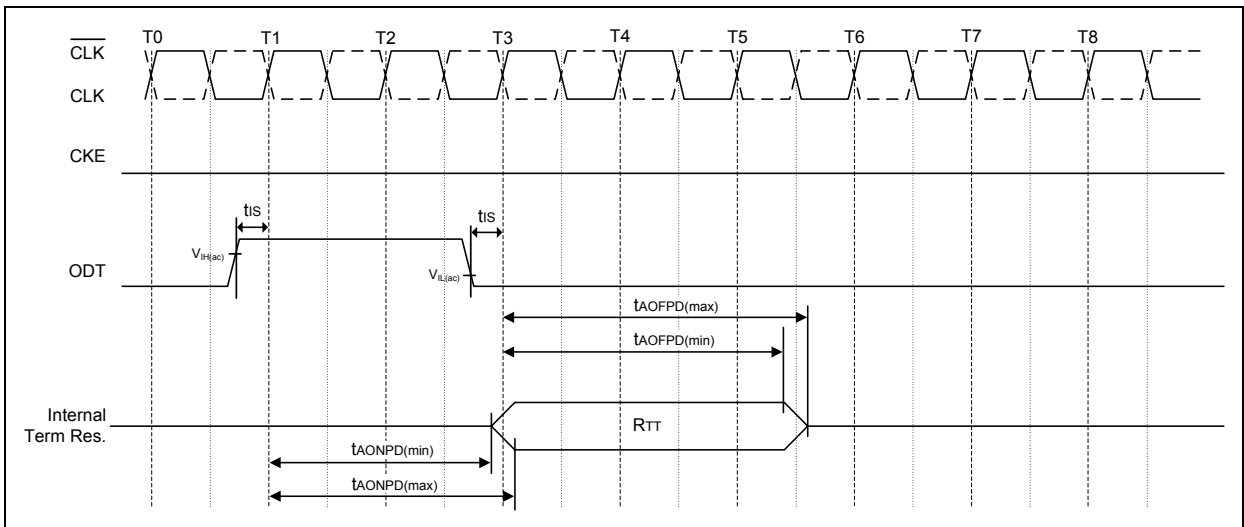 T0 T1 T2 T3 T4 T5 T6 T7 T8
CLK
CLK
CKE
tIS tIS
VIH(ac)
ODT
VIL(ac)
tAOFPD(max)
tAOFPD(min)
Internal
Term Res.
RTT
tAONPD(min)
tAONPD(max)